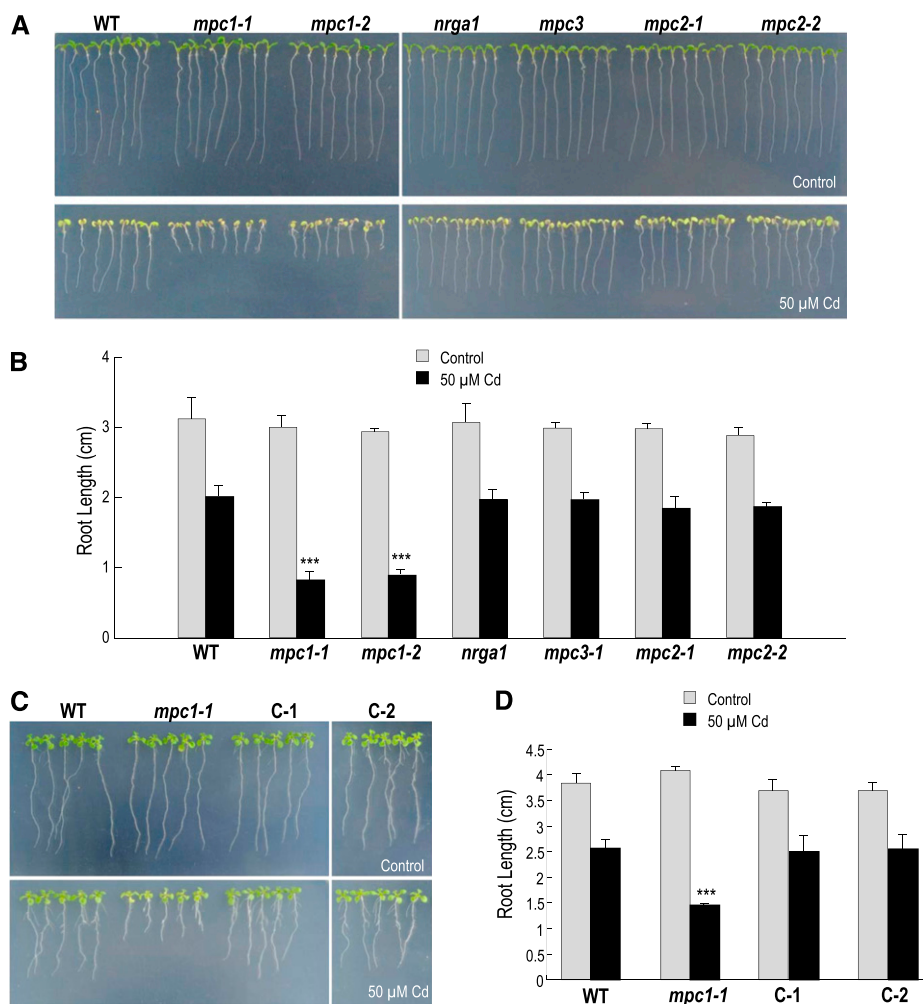 A
WT mpc1-1 mpc1-2 nrga1 mpc3 mpc2-1 mpc2-2
Control
50 µM Cd
B
Control
50 µM Cd
4
3
2
1
0
Root Length (cm)
***
***
WT mpc1-1 mpc1-2 nrga1 mpc3-1 mpc2-1 mpc2-2
C
WT mpc1-1 C-1 C-2
Control
50 µM Cd
D
Control
50 µM Cd
4.5
4
3.5
3
2.5
2
1.5
1
0.5
0
Root Length (cm)
***
WT mpc1-1 C-1 C-2